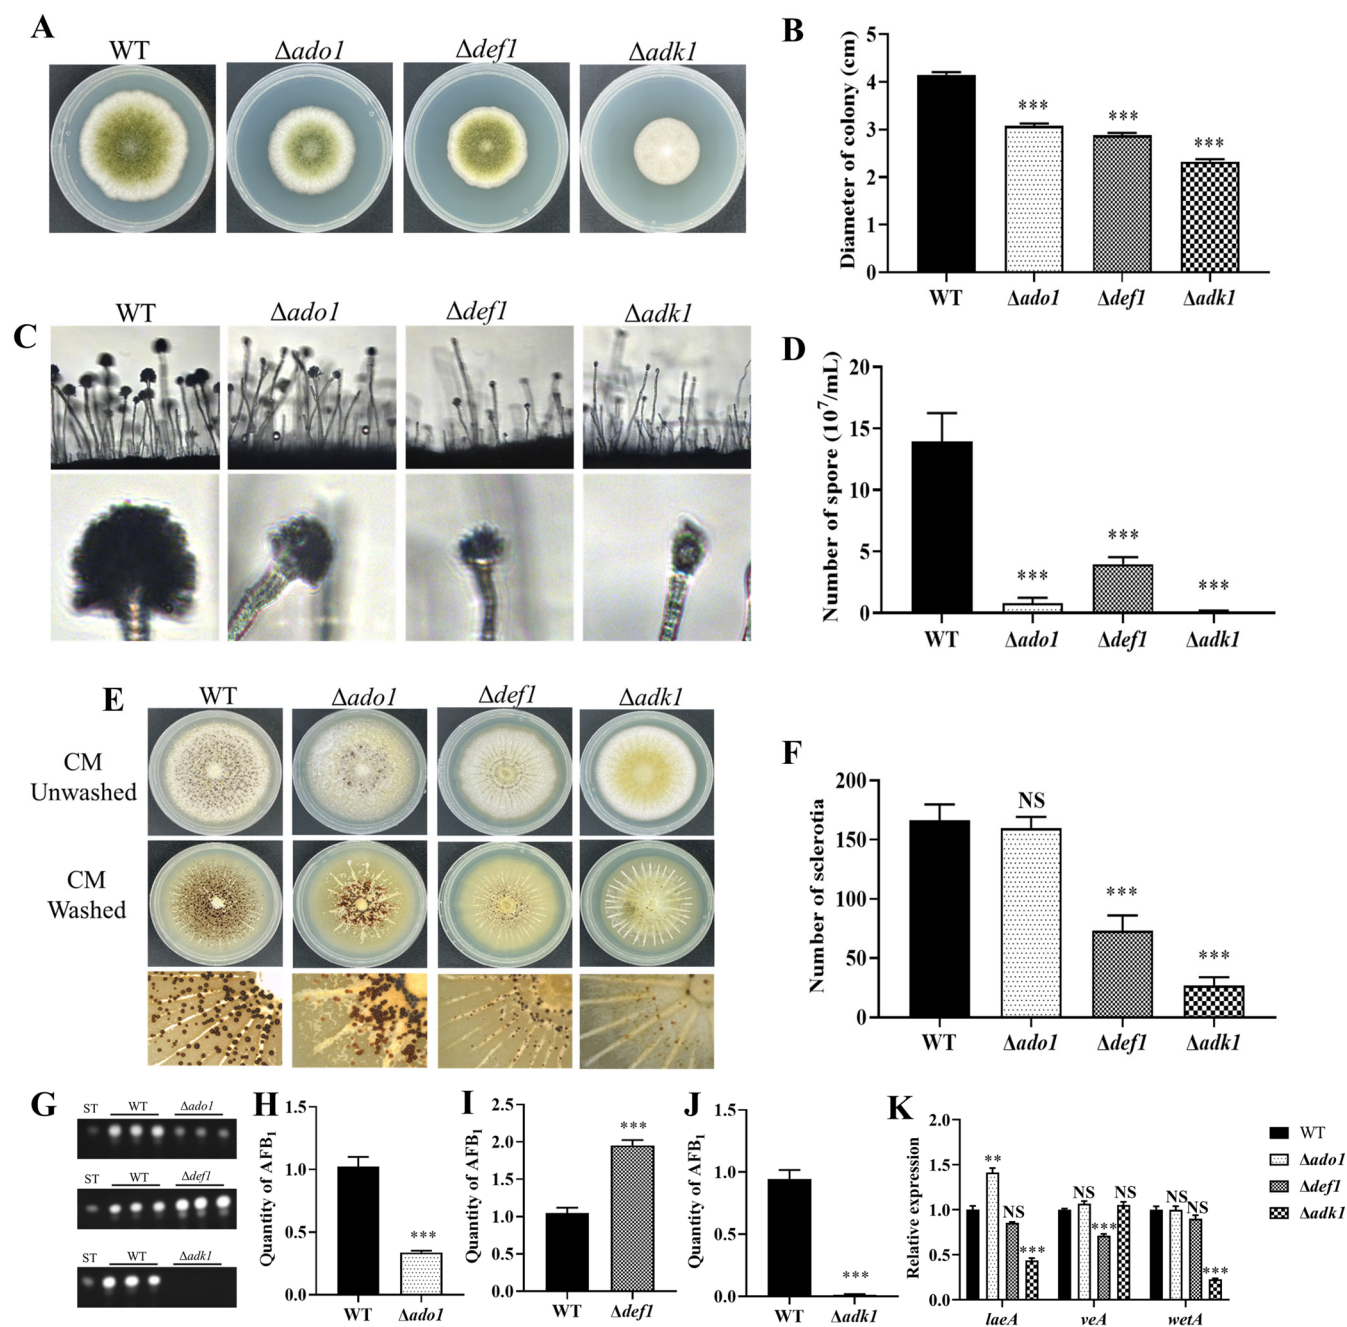 A
WT
Δado1
Δdef1
Δadk1
B
Diameter of colony (cm)
5
4
3
2
1
0
***
***
***
WT
Δado1
Δdef1
Δadk1
C
WT
Δado1
Δdef1
Δadk1
D
Number of spore (10⁷/mL)
20
15
10
5
0
***
***
***
WT
Δado1
Δdef1
Δadk1
E
WT
Δado1
Δdef1
Δadk1
CM
Unwashed
CM
Washed
F
Number of sclerotia
200
150
100
50
0
NS
***
***
WT
Δado1
Δdef1
Δadk1
G
ST
WT
Δado1
ST
WT
Δdef1
ST
WT
Δadk1
H
Quantity of AFB₁
1.5
1.0
0.5
0.0
***
WT
Δado1
I
Quantity of AFB₁
2.5
2.0
1.5
1.0
0.5
0.0
***
WT
Δdef1
J
Quantity of AFB₁
1.5
1.0
0.5
0.0
***
WT
Δadk1
K
Relative expression
2.0
1.5
1.0
0.5
0.0
**
NS
***
NS
***
NS
NS
NS
***
laeA
veA
wetA
WT
Δado1
Δdef1
Δadk1